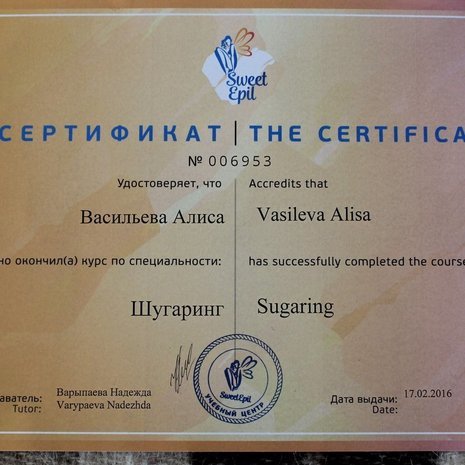 Sweet
Epil
СЕРТИФИКАТ | THE CERTIFICA
№ 006953
Удостоверяет, что Accredits that
Васильева Алиса Vasileva Alisa
но окончил(а) курс по специальности: has successfully completed the course
Шугаринг Sugaring
аватель: Варыпаева Надежда
Tutor: Varypaeva Nadezhda
Дата выдачи: 17.02.2016
Date:
SweetEpil
УЧЕБНЫЙ ЦЕНТР